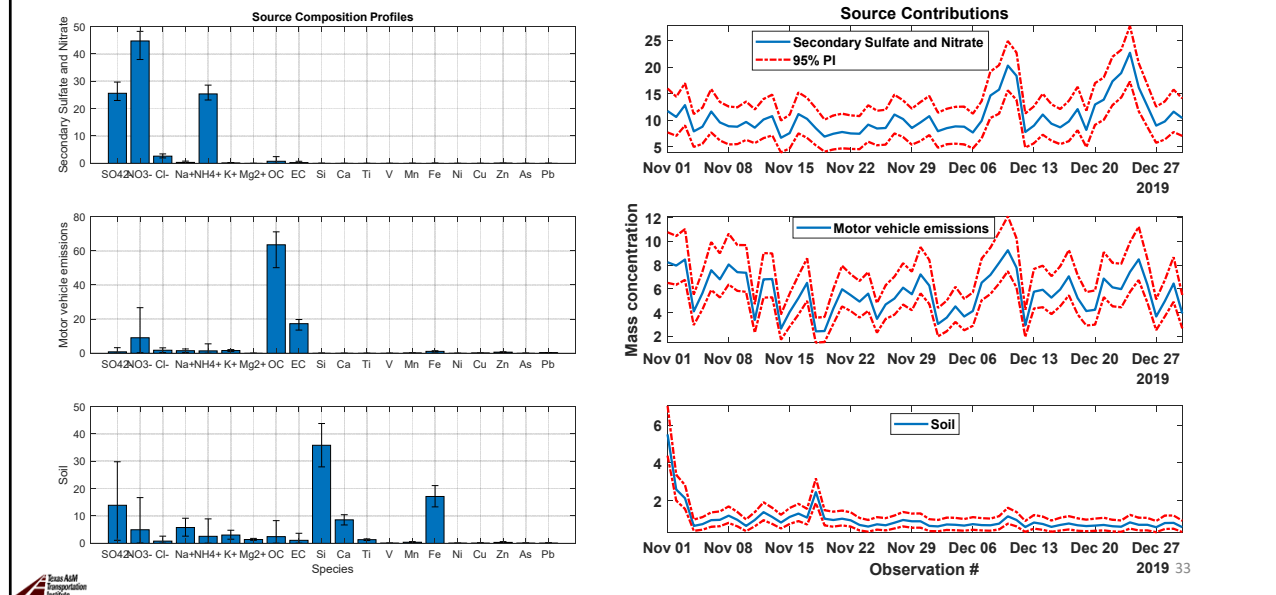 Source Composition Profiles
Secondary Sulfate and Nitrate
50
40
30
20
10
0
SO42-NO3- Cl- Na+NH4+ K+ Mg2+ OC EC Si Ca Ti V Mn Fe Ni Cu Zn As Pb
Motor vehicle emissions
80
60
40
20
0
SO42-NO3- Cl- Na+NH4+ K+ Mg2+ OC EC Si Ca Ti V Mn Fe Ni Cu Zn As Pb
Soil
50
40
30
20
10
0
SO42-NO3- Cl- Na+NH4+ K+ Mg2+ OC EC Si Ca Ti V Mn Fe Ni Cu Zn As Pb
Species
Source Contributions
Secondary Sulfate and Nitrate
95% PI
25
20
15
10
5
Nov 01 Nov 08 Nov 15 Nov 22 Nov 29 Dec 06 Dec 13 Dec 20 Dec 27
2019
Mass concentration
Motor vehicle emissions
12
10
8
6
4
2
Nov 01 Nov 08 Nov 15 Nov 22 Nov 29 Dec 06 Dec 13 Dec 20 Dec 27
2019
Soil
6
4
2
Nov 01 Nov 08 Nov 15 Nov 22 Nov 29 Dec 06 Dec 13 Dec 20 Dec 27
Observation #
2019 33
Texas A&M
Transportation
Institute